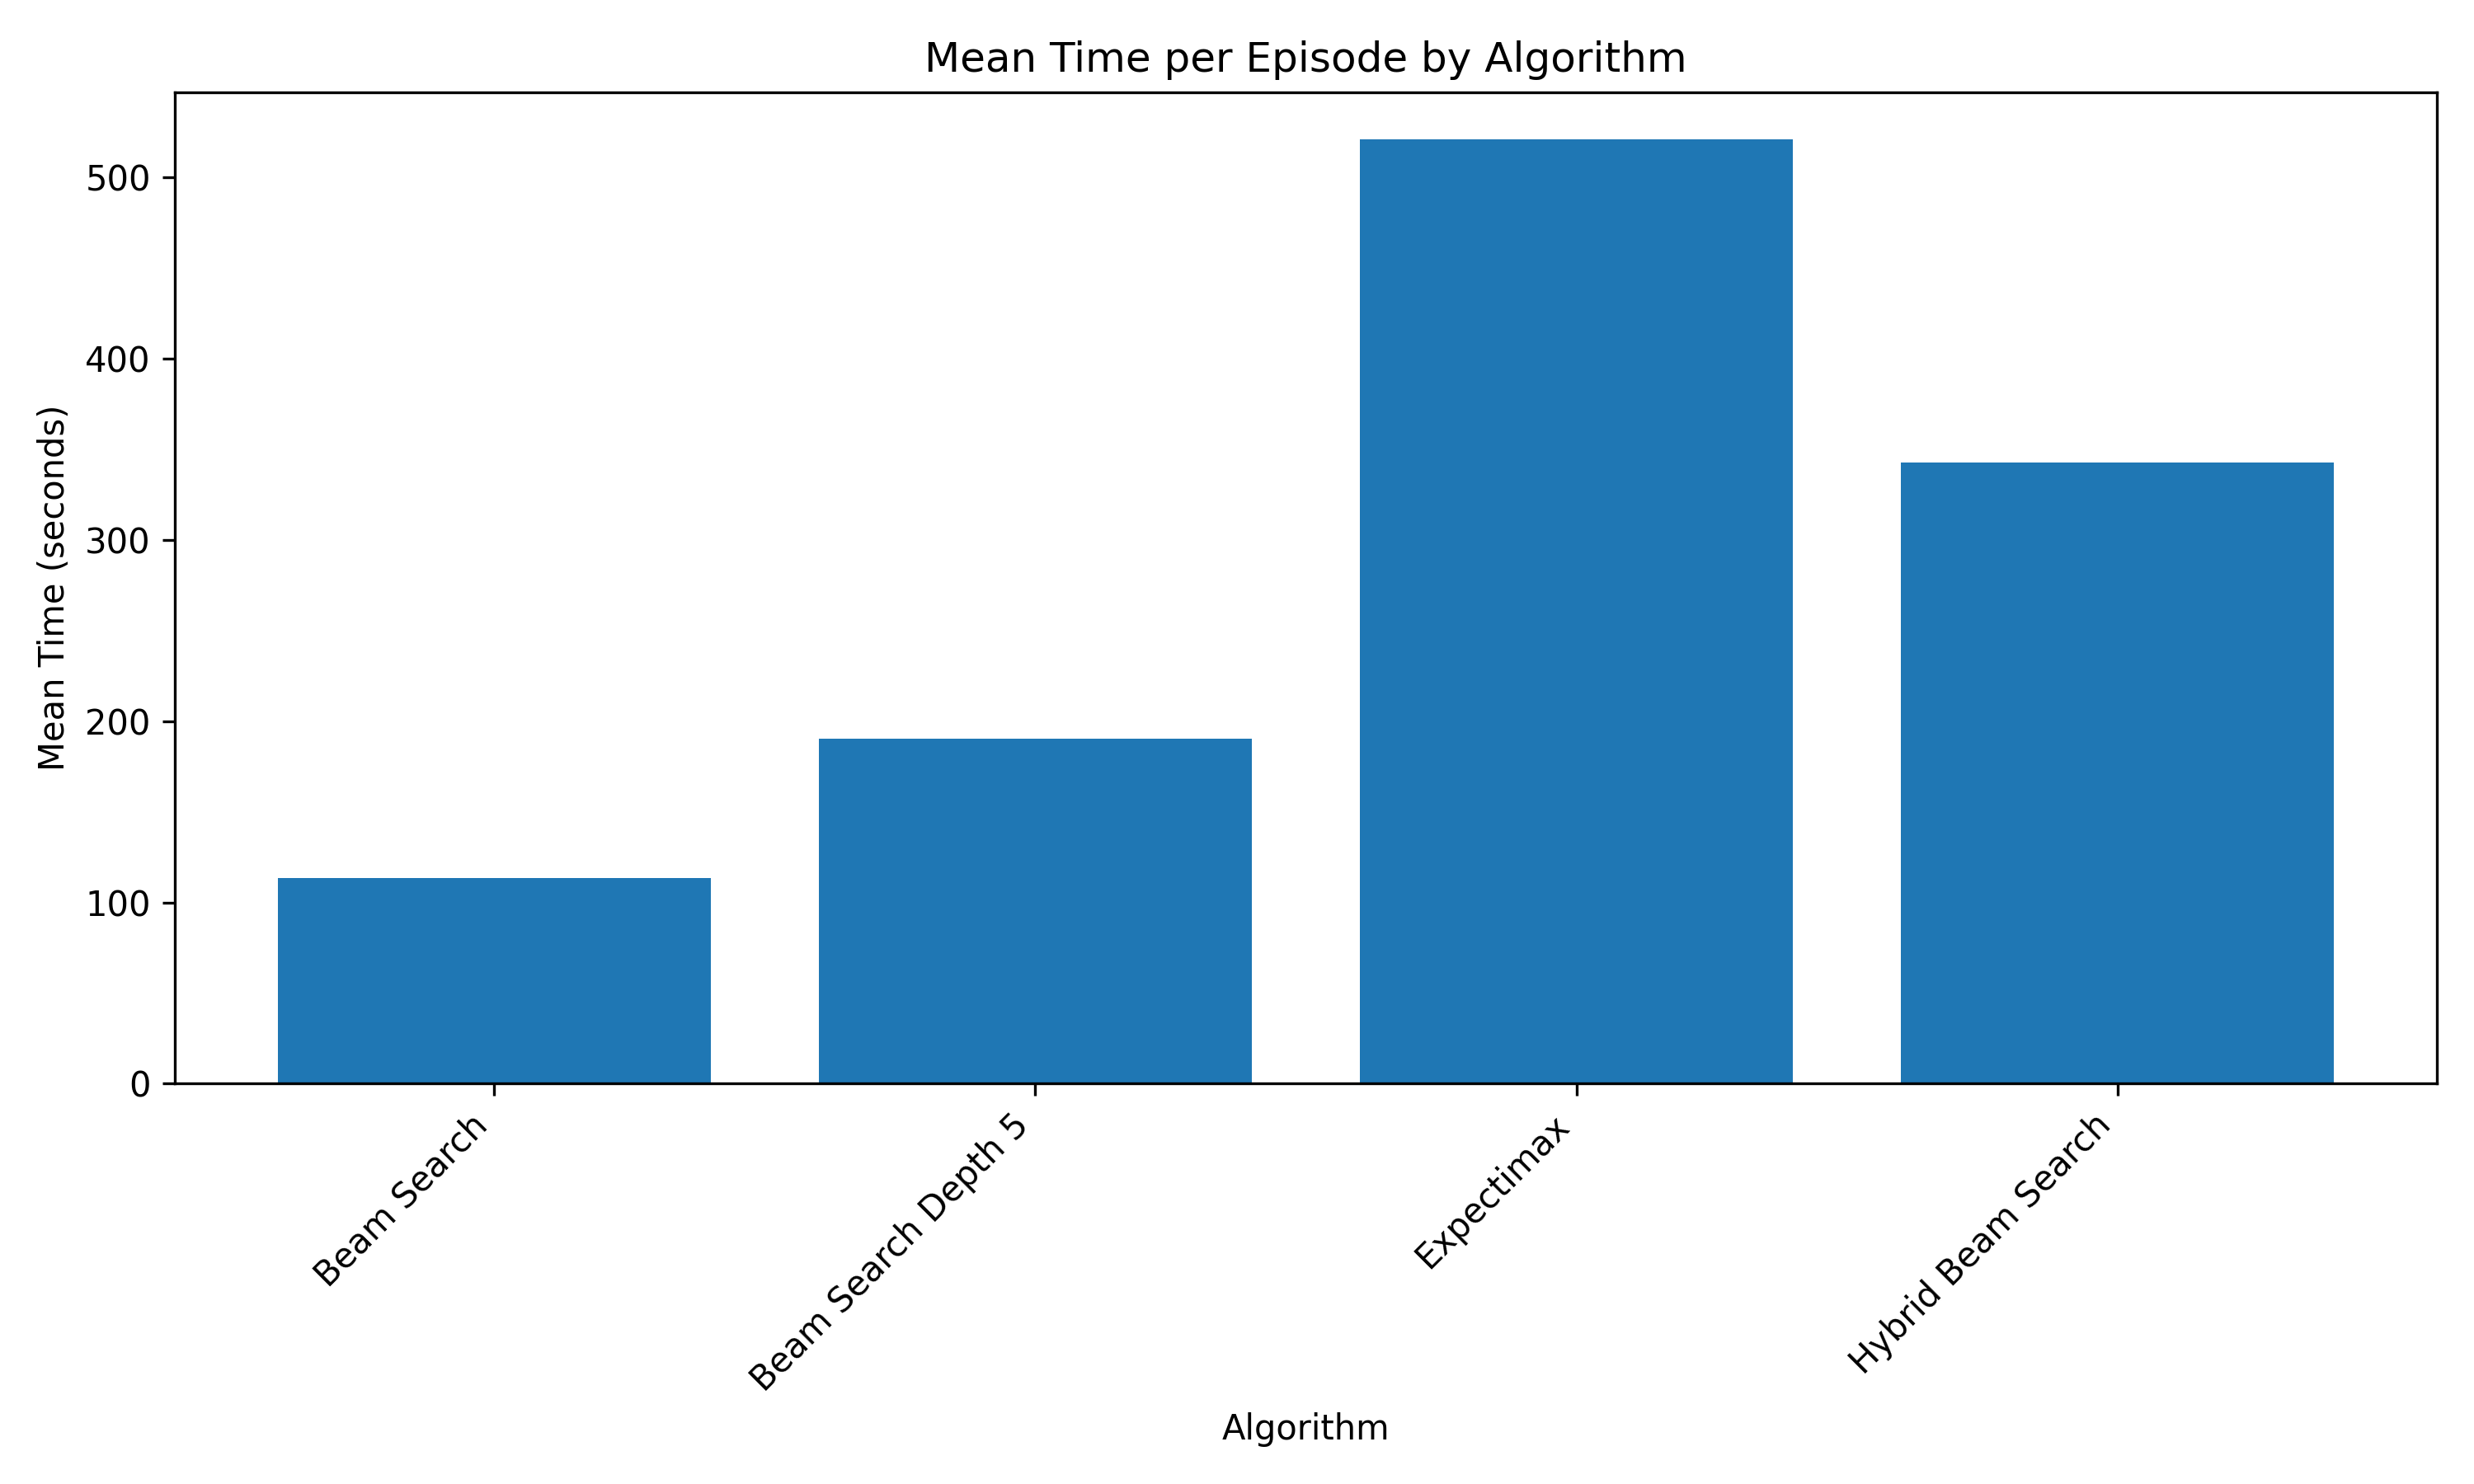 Mean Time per Episode by Algorithm
Mean Time (seconds)
500
400
300
200
100
0
Beam Search
Beam Search Depth 5
Expectimax
Hybrid Beam Search
Algorithm